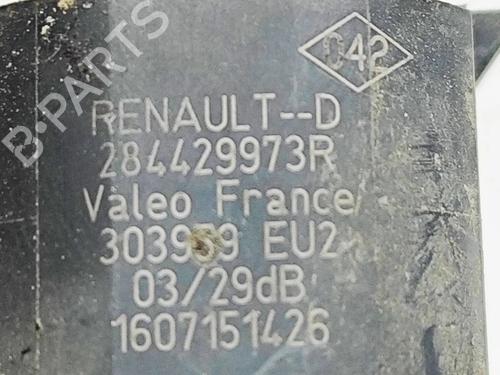 B-PARTS
042
RENAULT--D
284429973R
Valeo France
303959 EU2
03/29dB
1607151426